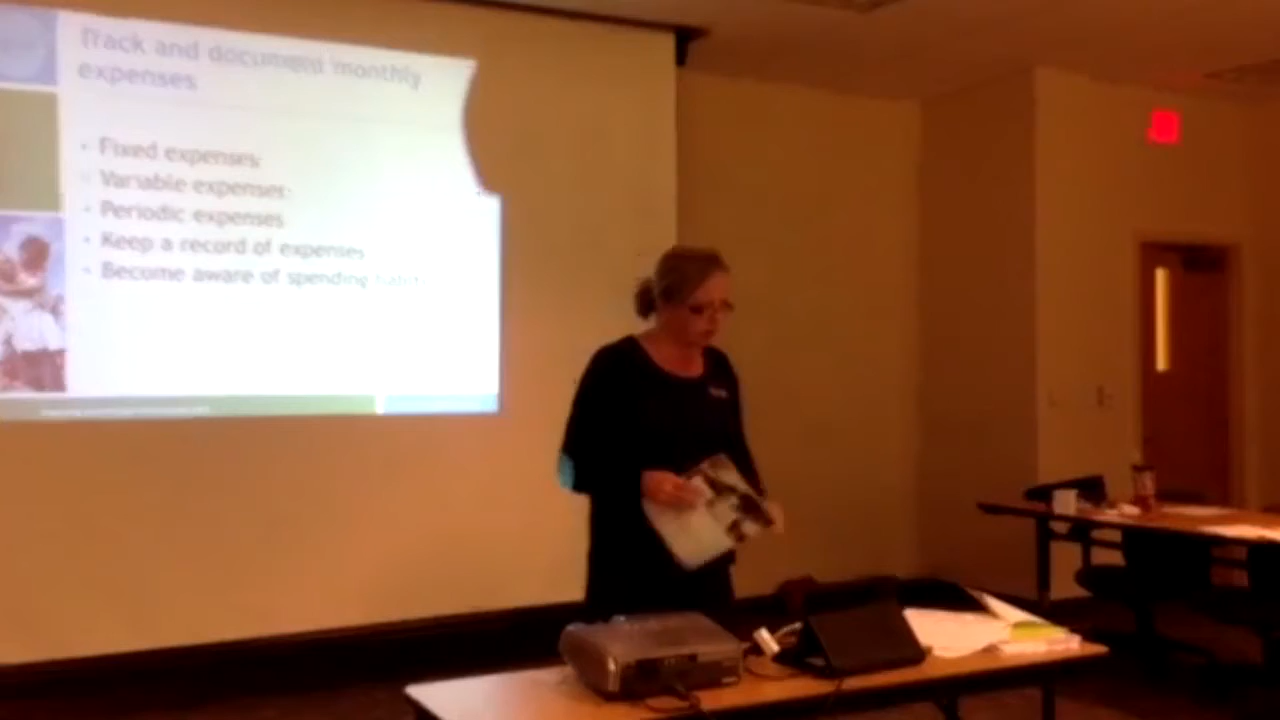 Track and document monthly
expenses
• Fixed expenses
• Variable expenses
• Periodic expenses
• Keep a record of expenses
• Become aware of spending habits